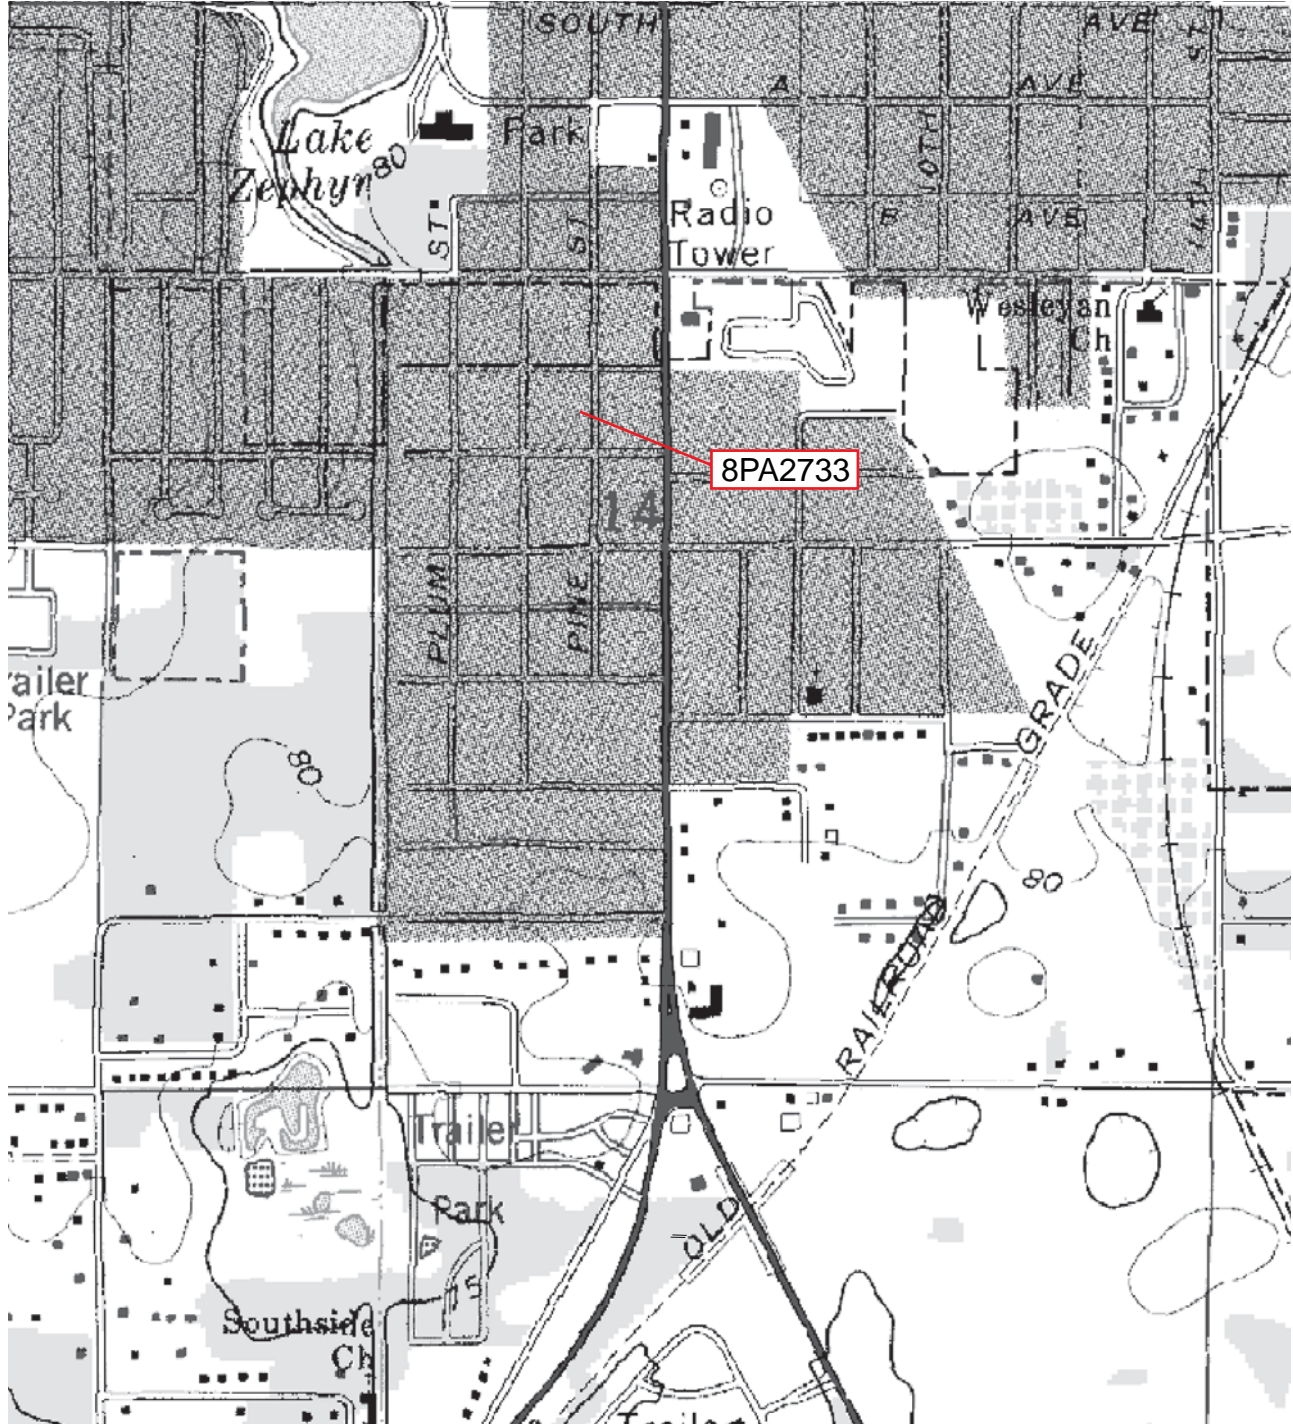 SOUTH AVE
ST
A AVE
Park
Lake
Zephyr
80
10TH
14TH
ST
ST
Radio
Tower
B AVE
Wesleyan
Ch
8PA2733
14
PLUM
PINE
railer
Park
80
GRADE
80
RAILROAD
Trailer
Park
OLD
Southside
Ch
Trailer